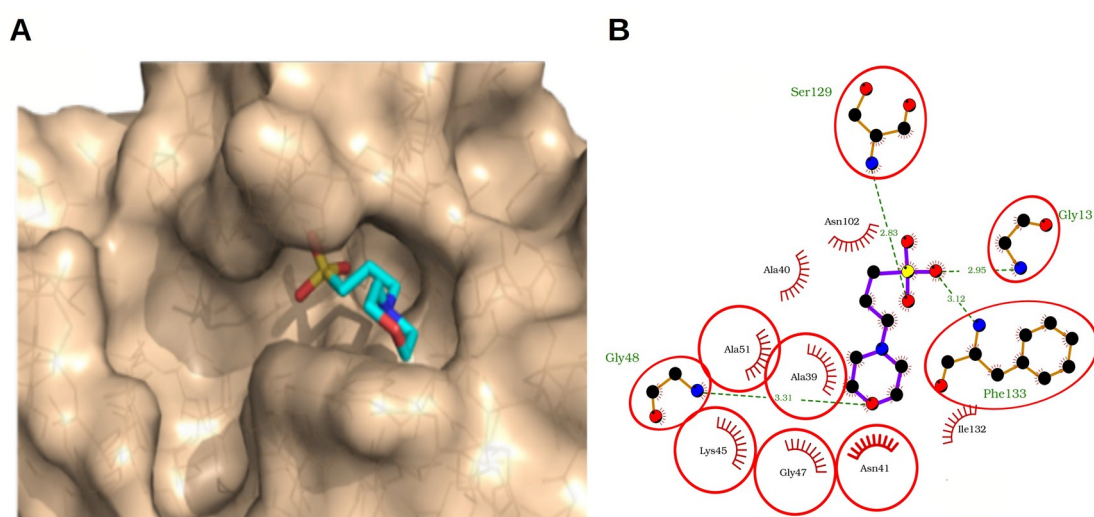 A
B
Ser129
Asn102
2.83
Gly13
Ala40
2.95
3.12
Ala51
Gly48
Ala39
Phe133
3.31
Ile132
Lys45
Gly47
Asn41